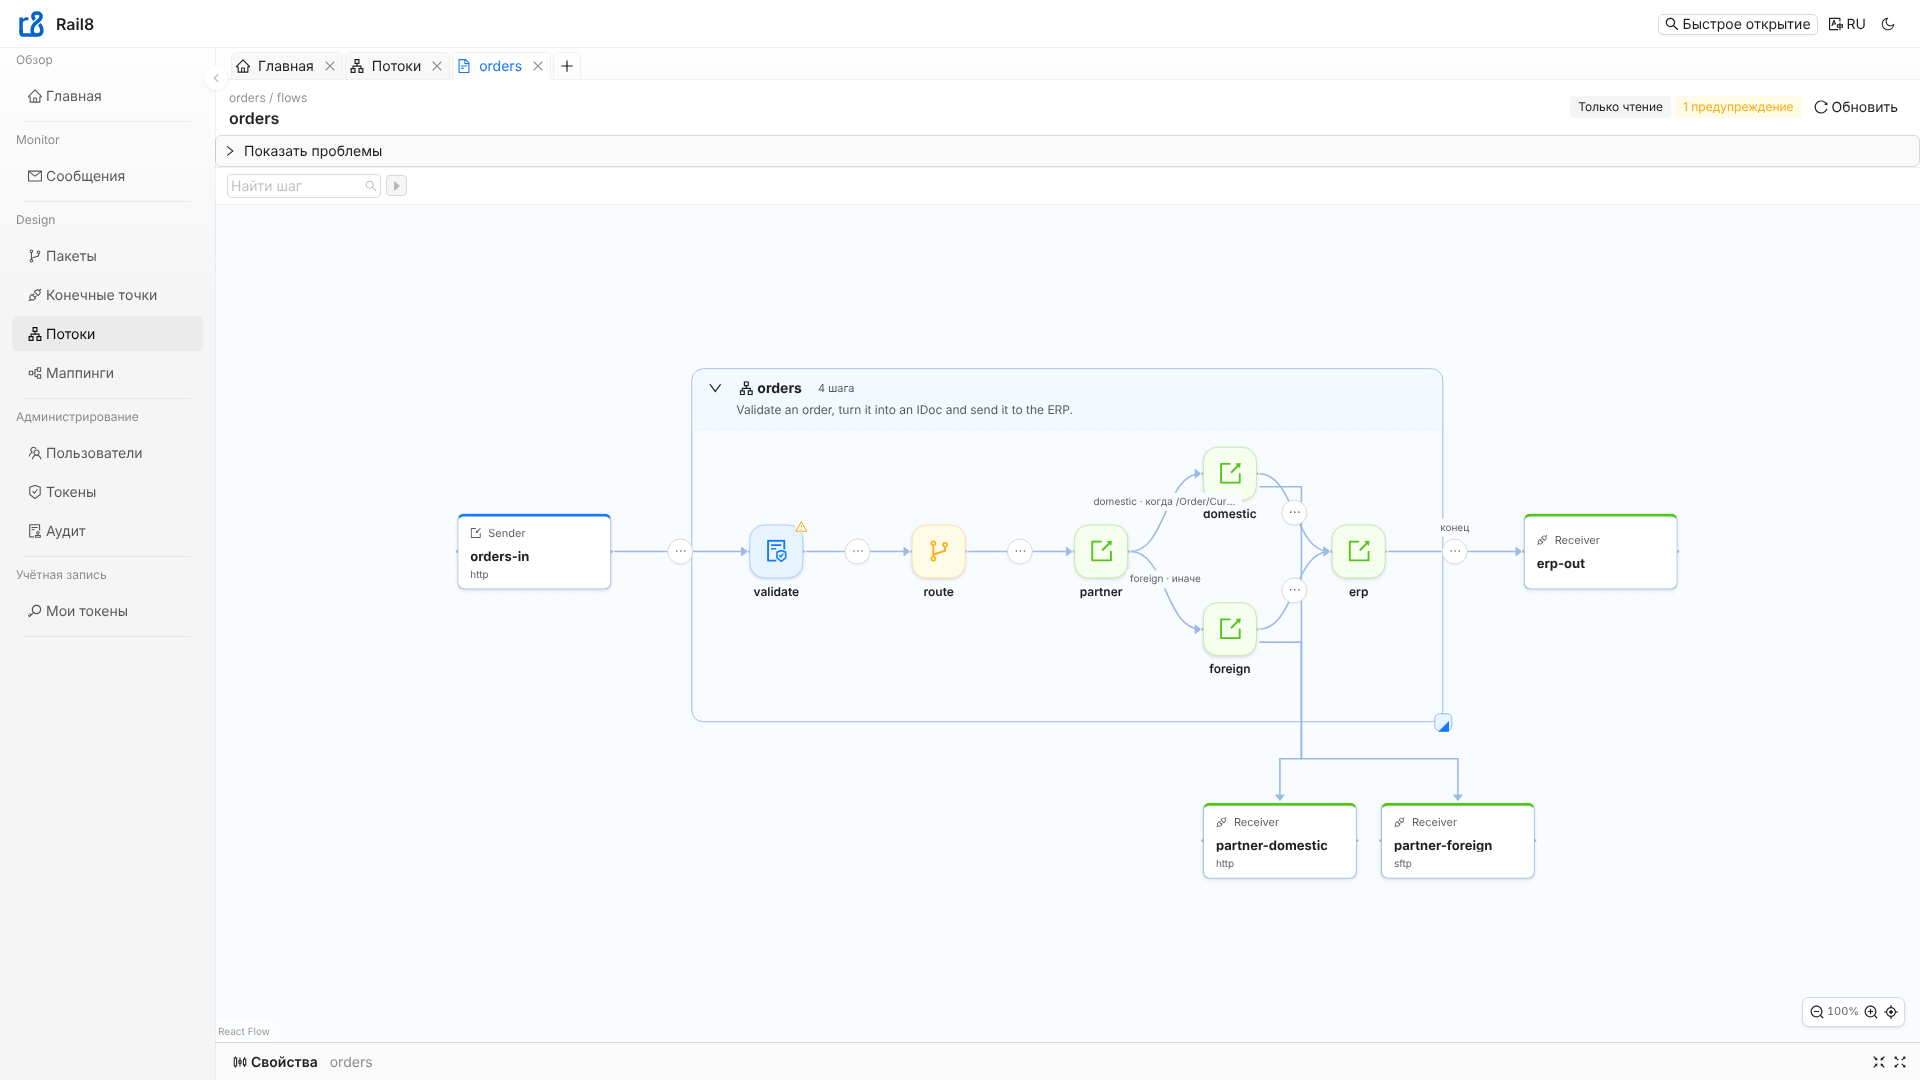 Rail8
Быстрое открытие
RU
Обзор
Главная
Monitor
Сообщения
Design
Пакеты
Конечные точки
Потоки
Маппинги
Администрирование
Пользователи
Токены
Аудит
Учётная запись
Мои токены
Главная
Потоки
orders
orders / flows
orders
Только чтение
1 предупреждение
Обновить
Показать проблемы
Найти шаг
orders 4 шага
Validate an order, turn it into an IDoc and send it to the ERP.
domestic · когда /Order/Cur...
domestic
Sender
orders-in
http
validate
route
partner
foreign · иначе
foreign
erp
конец
Receiver
erp-out
Receiver
partner-domestic
http
Receiver
partner-foreign
sftp
100%
React Flow
Свойства orders